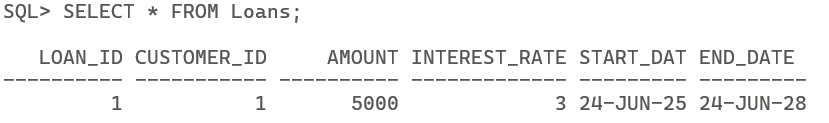 SQL> SELECT * FROM Loans;
LOAN_ID CUSTOMER_ID AMOUNT INTEREST_RATE START_DAT END_DATE
---------- ----------- ---------- ------------- --------- ---------
1 1 5000 3 24-JUN-25 24-JUN-28